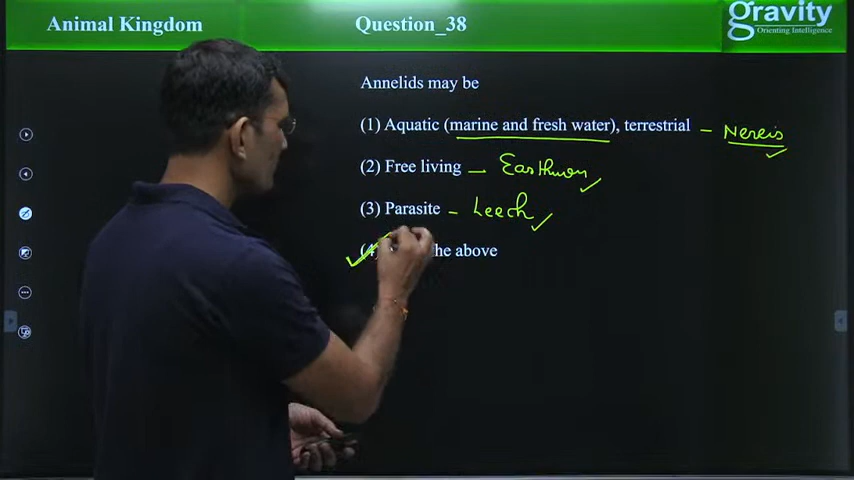 Animal Kingdom
Question_38
gravity
Orienting Intelligence
Annelids may be
(1) Aquatic (marine and fresh water), terrestrial – Nereis
(2) Free living –
(3) Parasite – Leech
(4) the above